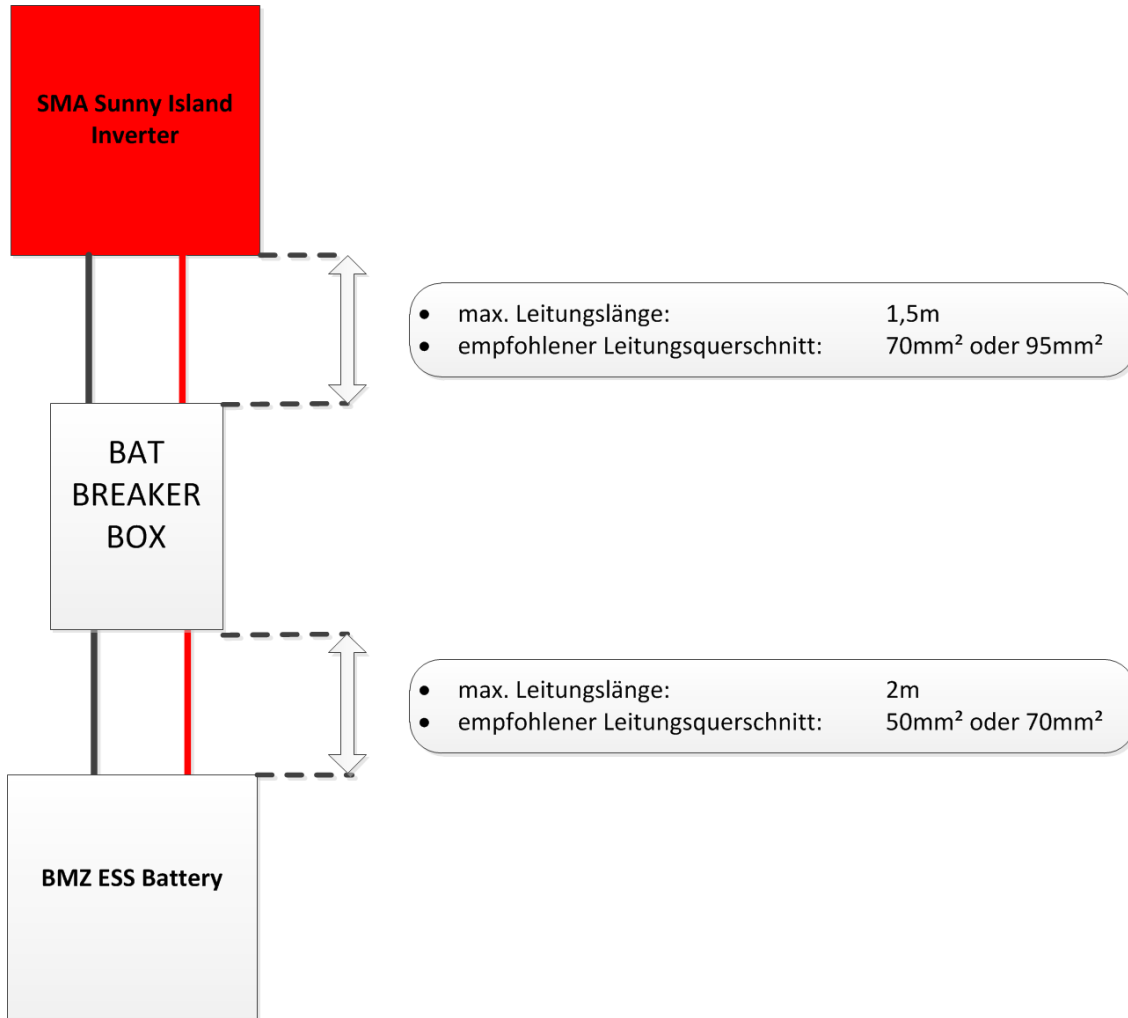 SMA Sunny Island
Inverter
• max. Leitungslänge: 1,5m
• empfohlener Leitungsquerschnitt: 70mm² oder 95mm²
BAT
BREAKER
BOX
• max. Leitungslänge: 2m
• empfohlener Leitungsquerschnitt: 50mm² oder 70mm²
BMZ ESS Battery